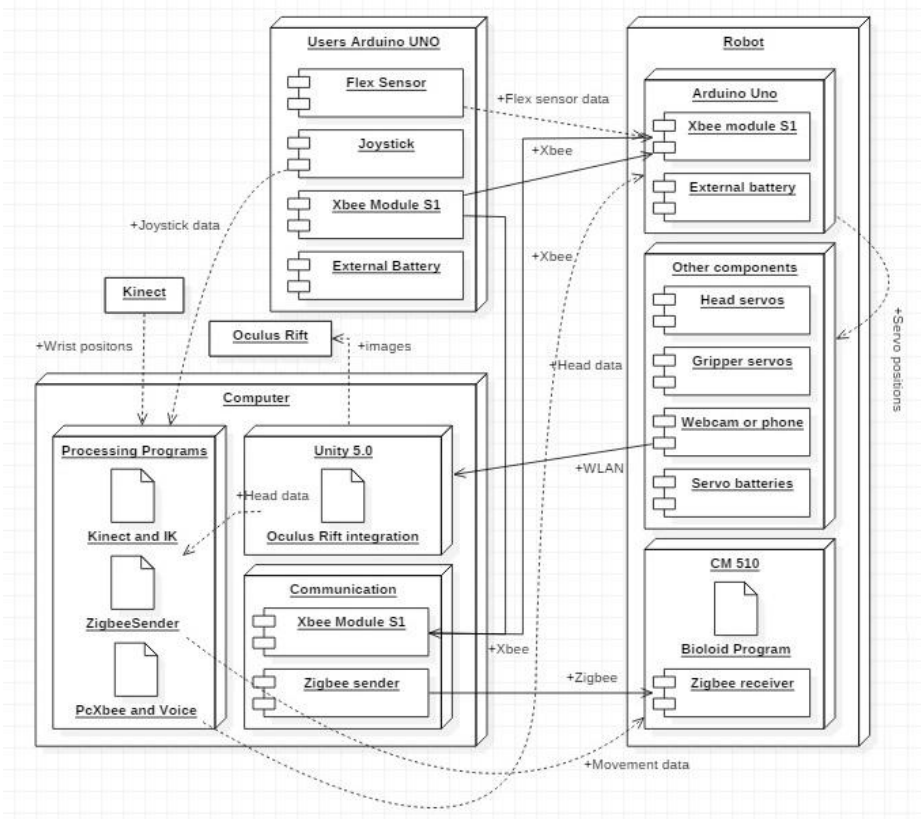 Users Arduino UNO
Flex Sensor
Joystick
Xbee Module S1
External Battery
Robot
Arduino Uno
Xbee module S1
External battery
Other components
Head servos
Gripper servos
Webcam or phone
Servo batteries
CM 510
Bioloid Program
Zigbee receiver
+Flex sensor data
+Xbee
+Joystick data
+Xbee
Kinect
Oculus Rift
+Wrist positons
+images
+Head data
+Servo positions
Computer
Processing Programs
Kinect and IK
ZigbeeSender
PcXbee and Voice
Unity 5.0
+Head data
Oculus Rift integration
+WLAN
Communication
Xbee Module S1
Zigbee sender
+Xbee
+Zigbee
+Movement data